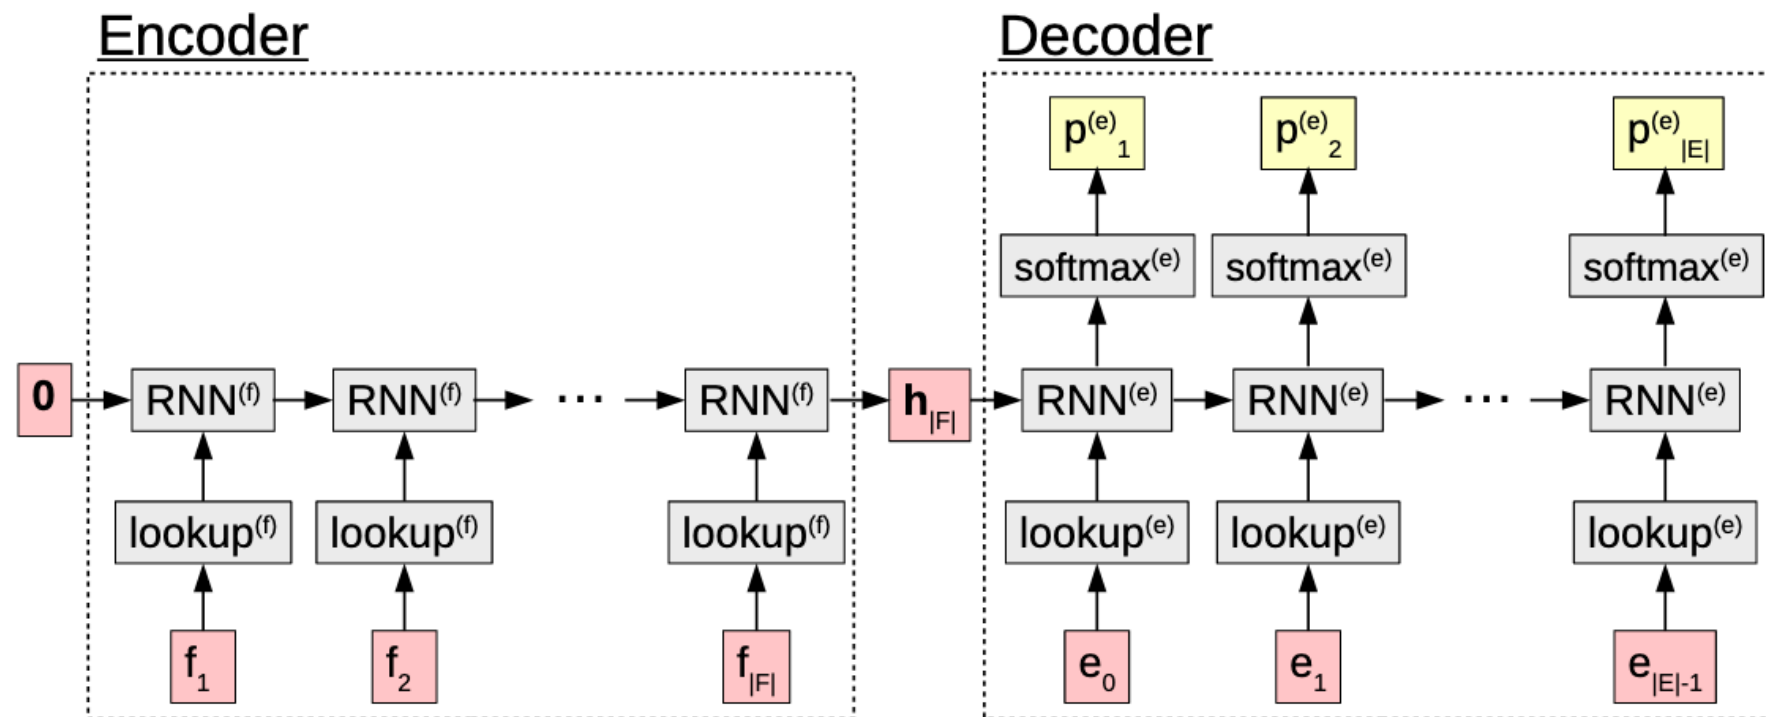 Encoder Decoder
p(e)1 p(e)2 p(e)|E|
softmax(e) softmax(e) softmax(e)
0 RNN(f) RNN(f) ... RNN(f) h|F| RNN(e) RNN(e) ... RNN(e)
lookup(f) lookup(f) lookup(f) lookup(e) lookup(e) lookup(e)
f1 f2 f|F| e0 e1 e|E|-1